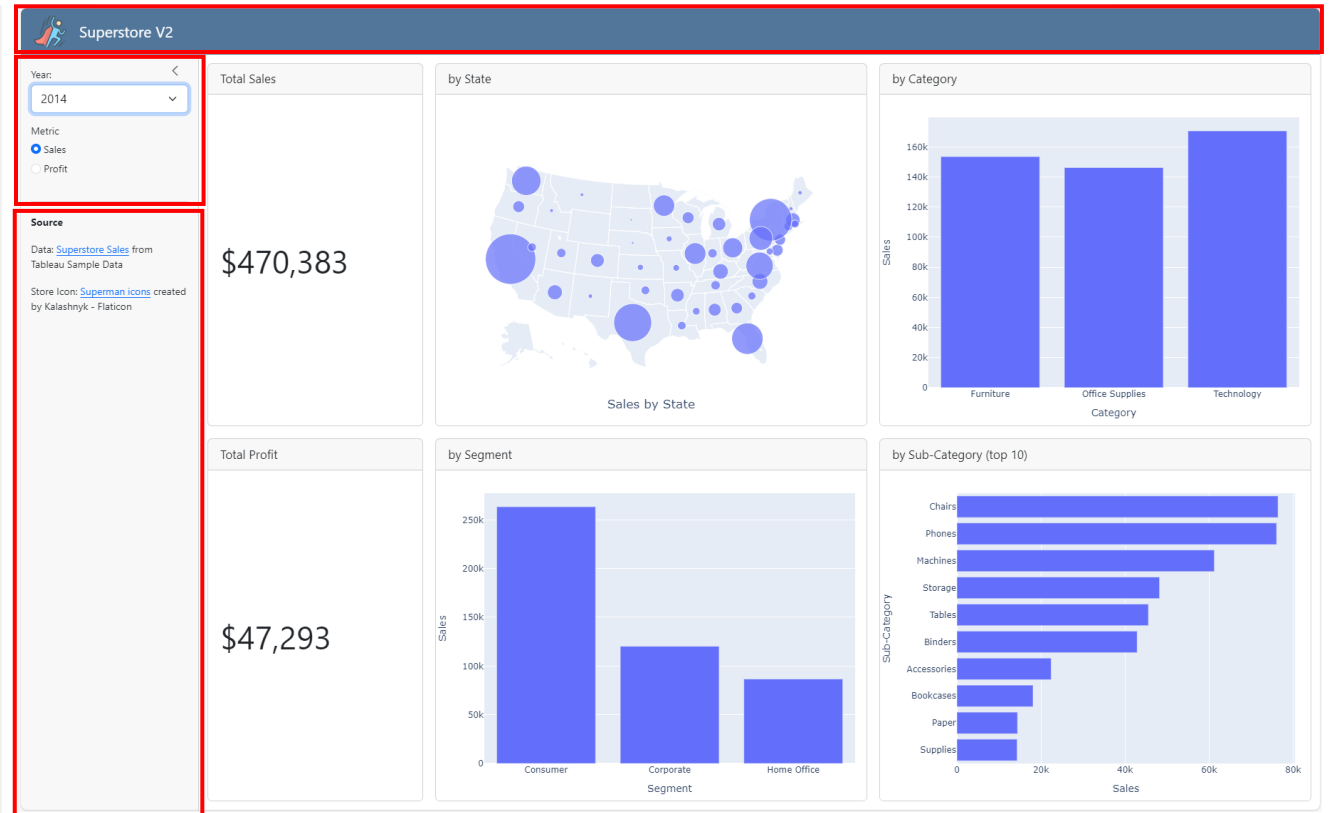 Superstore V2
Year:
2014
Metric
Sales
Profit
Source
Data: Superstore Sales from
Tableau Sample Data
Store Icon: Superman icons created
by Kalashnyk - Flaticon
Total Sales
$470,383
by State
Sales by State
by Category
160k
140k
120k
100k
80k
60k
40k
20k
0
Sales
Furniture
Office Supplies
Technology
Category
Total Profit
$47,293
by Segment
250k
200k
150k
100k
50k
0
Sales
Consumer
Corporate
Home Office
Segment
by Sub-Category (top 10)
Sub-Category
Chairs
Phones
Machines
Storage
Tables
Binders
Accessories
Bookcases
Paper
Supplies
0
20k
40k
60k
80k
Sales